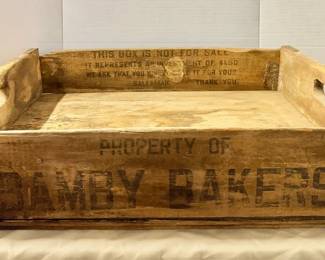 THIS BOX IS NOT FOR SALE
IT REPRESENTS AN INVESTMENT OF
WE ASK THAT YOU IT FOR YOUR
SALESMAN THANK YOU.
PROPERTY OF
BAMBY BAKERS